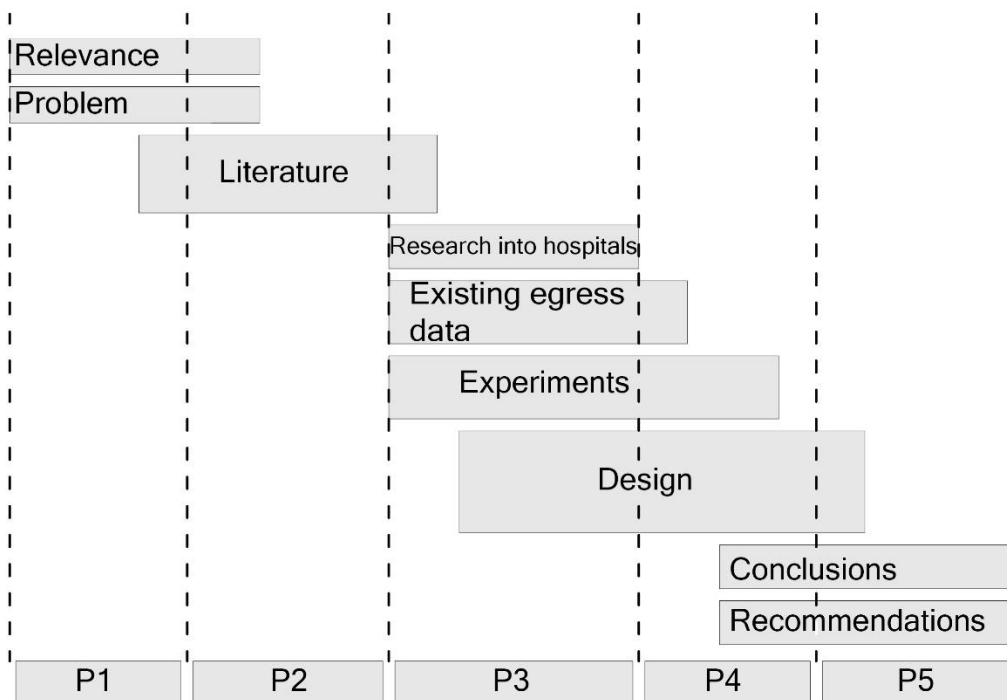 Relevance
Problem
Literature
Research into hospitals
Existing egress
data
Experiments
Design
Conclusions
Recommendations
P1 P2 P3 P4 P5